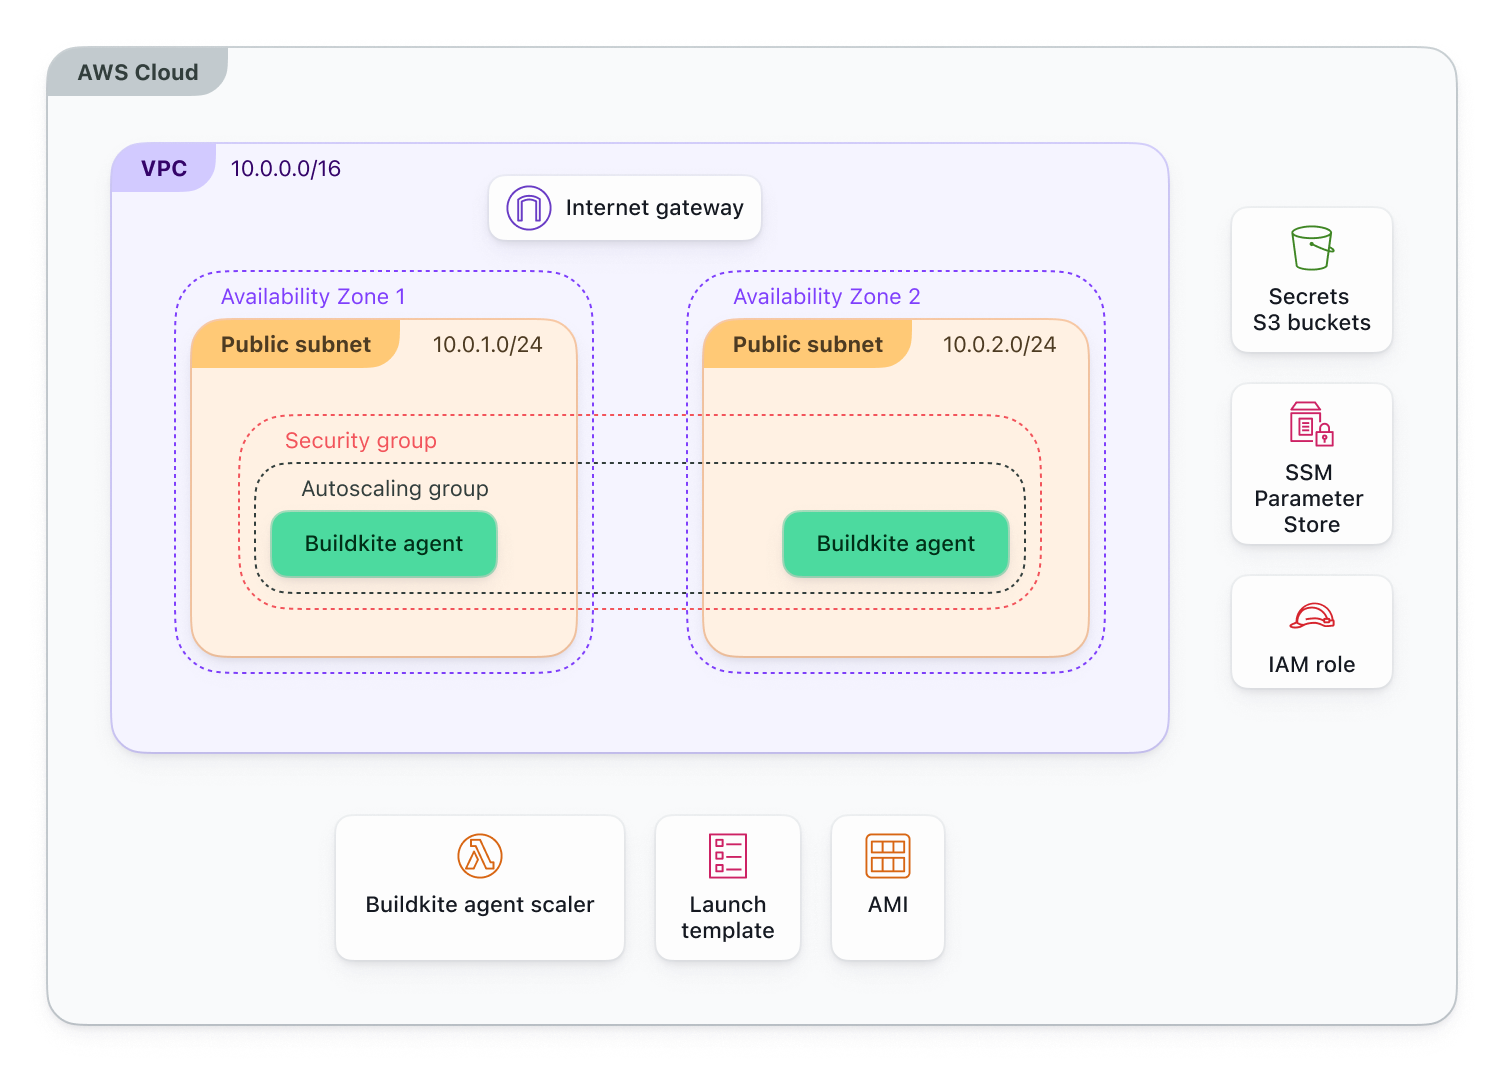 AWS Cloud
VPC 10.0.0.0/16
Internet gateway
Availability Zone 1
Public subnet 10.0.1.0/24
Availability Zone 2
Public subnet 10.0.2.0/24
Security group
Autoscaling group
Buildkite agent
Buildkite agent
Secrets
S3 buckets
SSM
Parameter
Store
IAM role
Buildkite agent scaler
Launch
template
AMI